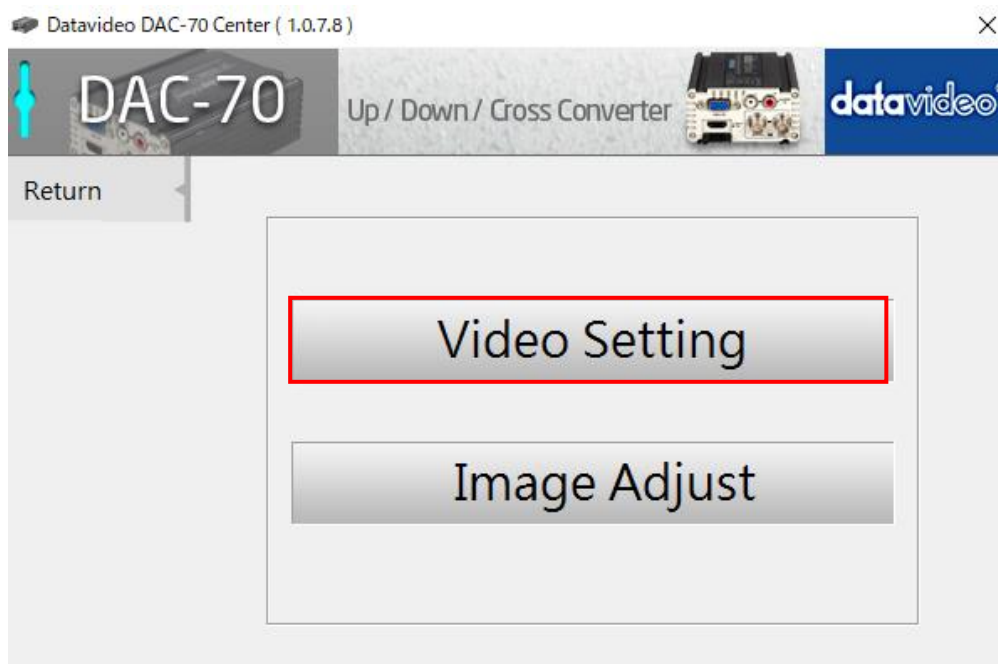 Datavideo DAC-70 Center ( 1.0.7.8 )
DAC-70
Up / Down / Cross Converter
datavideo
Return
Video Setting
Image Adjust